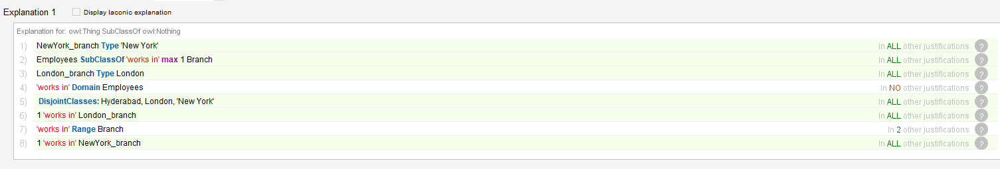 Explanation 1 Display laconic explanation
Explanation for: owl:Thing SubClassOf owl:Nothing
1) NewYork_branch Type 'New York' In ALL other justifications ?
2) Employees SubClassOf 'works in' max 1 Branch In ALL other justifications ?
3) London_branch Type London In ALL other justifications ?
4) 'works in' Domain Employees In NO other justifications ?
5) DisjointClasses: Hyderabad, London, 'New York' In ALL other justifications ?
6) 1 'works in' London_branch In ALL other justifications ?
7) 'works in' Range Branch In 2 other justifications ?
8) 1 'works in' NewYork_branch In ALL other justifications ?